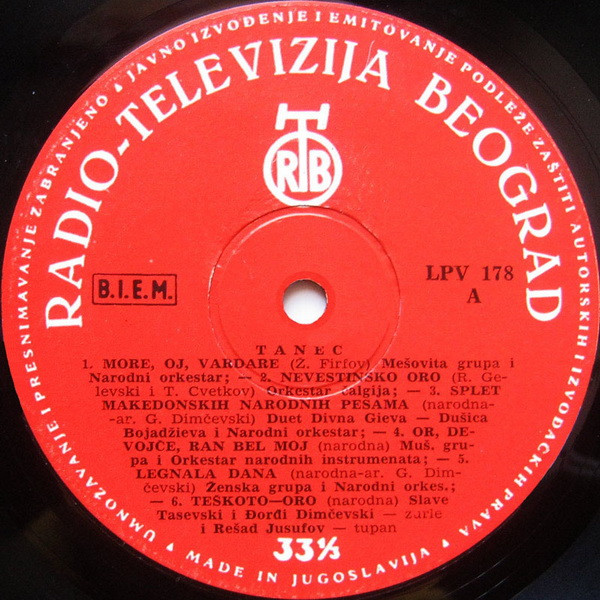 UMNOŽAVANJE I PRESNIMAVANJE ZABRANJENO ▲ JAVNO IZVOĐENJE I EMITOVANJE PODLEŽE ZAŠTITI AUTORSKIH I IZVOĐAČKIH PRAVA ▲ MADE IN JUGOSLAVIJA ▲
RADIO-TELEVIZIJA BEOGRAD
RTB
B.I.E.M.
LPV 178
A
TANEC
1. MORE, OJ, VARDARE (Ž. Firfov) Mešovita grupa i
Narodni orkestar; — 2. NEVESTINSKO ORO (R. Ge-
levski i T. Cvetkov) Orkestar čalgija; — 3. SPLET
MAKEDONSKIH NARODNIH PESAMA (narodna-
ar. G. Dimčevski) Duet Divna Gieva — Dušica
Bojadžieva i Narodni orkestar; — 4. OR, DE-
VOJĆE, RAN BEL MOJ (narodna) Muš. gru-
pa i Orkestar narodnih instrumenata; — 5.
LEGNALA DANA (narodna-ar. G. Dim-
čevski) Ženska grupa i Narodni orkes.;
— 6. TEŠKOTO—ORO (narodna) Slave
Tasevski i Đorđi Dimčevski — zurle
i Rešad Jusufov — tupan
33⅓